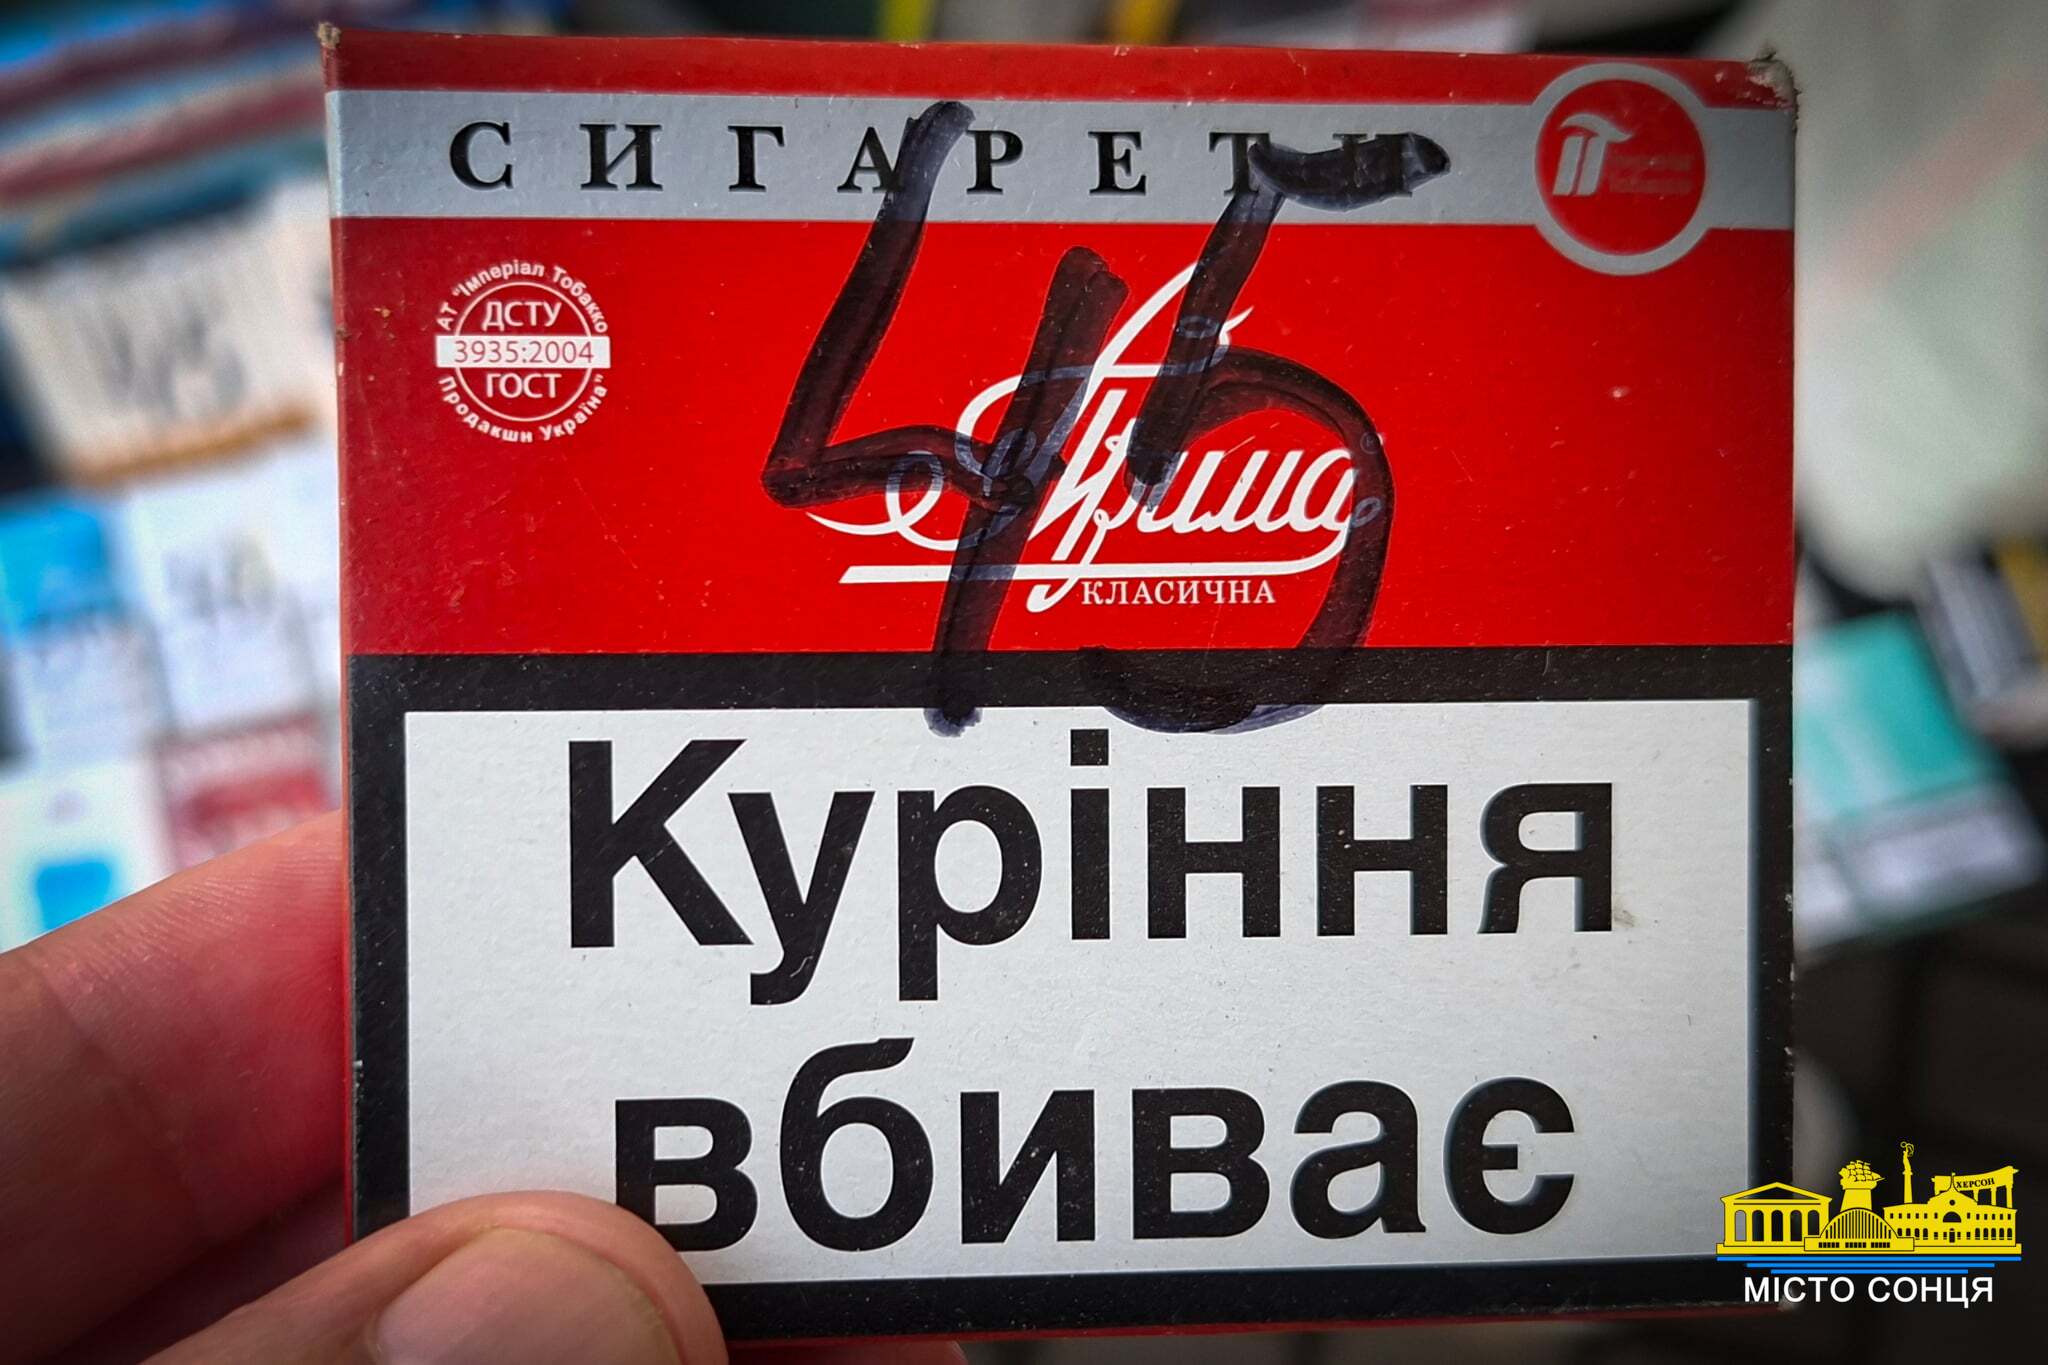 СИГАРЕТИ
АТ "Імперіал Тобакко
ДСТУ
3935:2004
ГОСТ
Продакшн Україна"
45
Прима
КЛАСИЧНА
Куріння
вбиває
ХЕРСОН
МІСТО СОНЦЯ